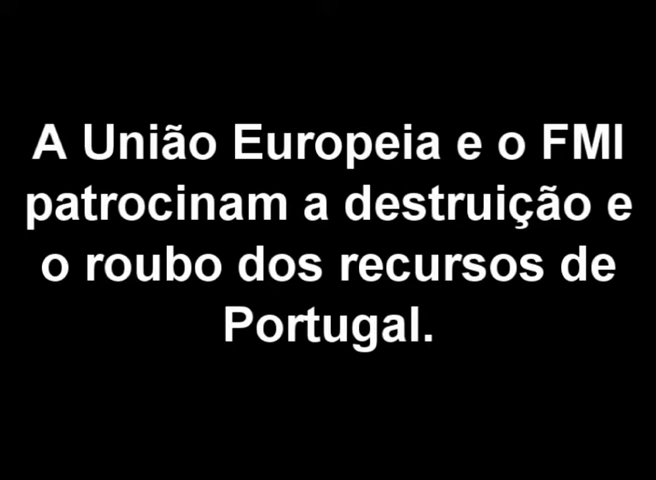 A União Europeia e o FMI
patrocinam a destruição e
o roubo dos recursos de
Portugal.